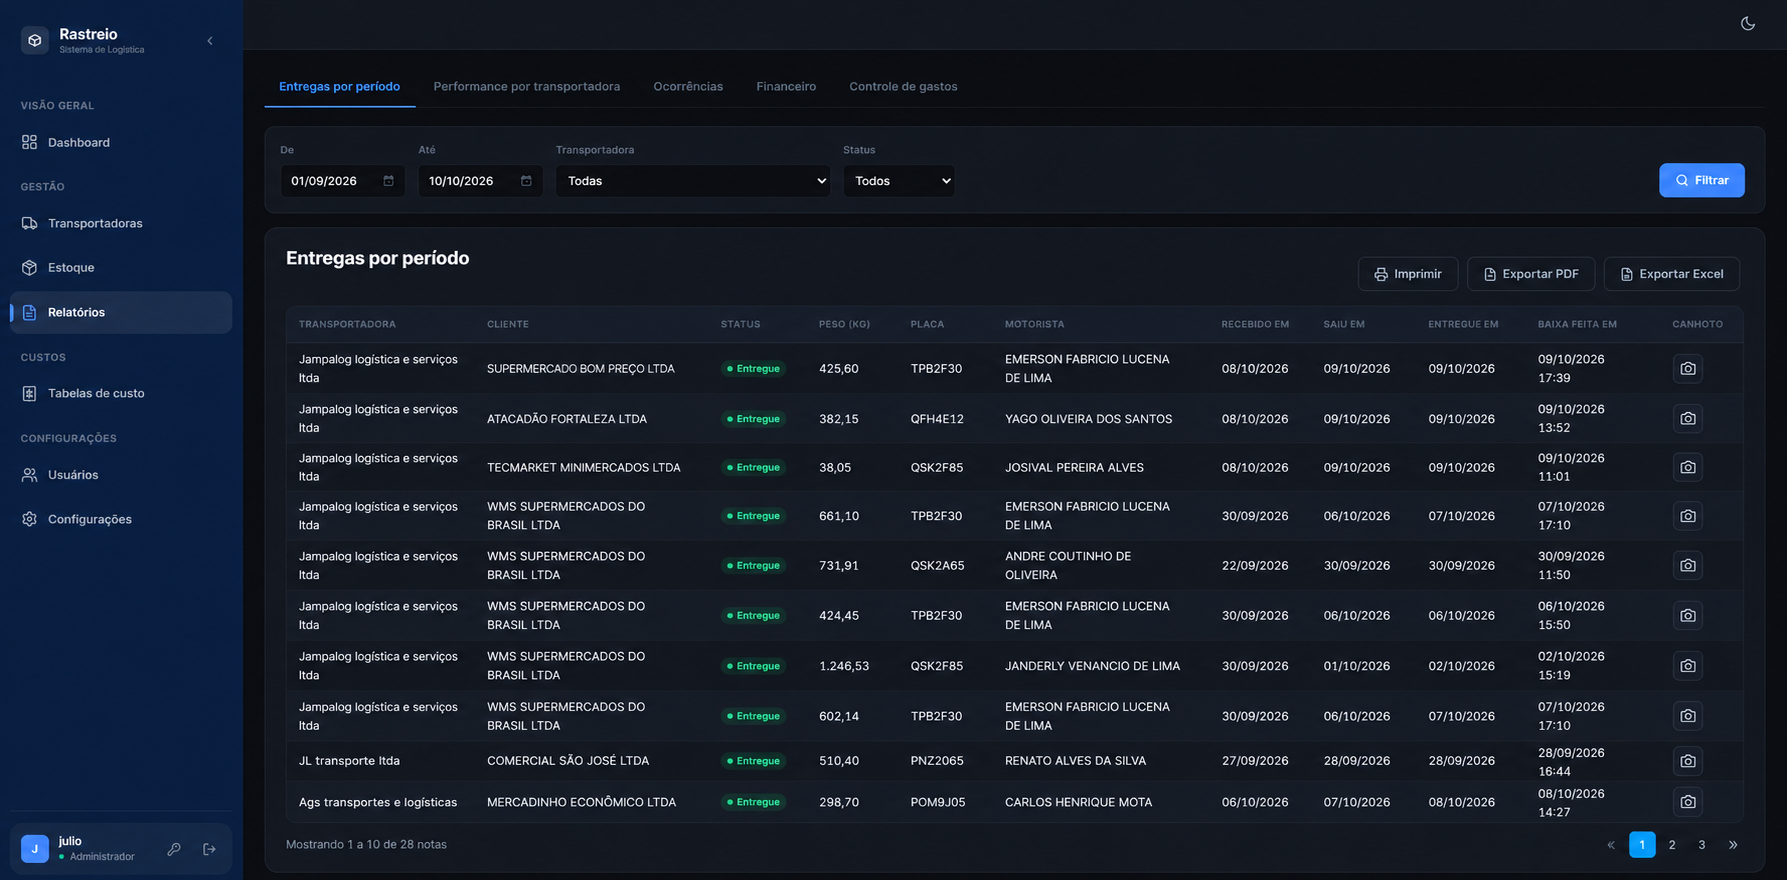 Rastreio
Sistema de Logística
VISÃO GERAL
Dashboard
GESTÃO
Transportadoras
Estoque
Relatórios
CUSTOS
Tabelas de custo
CONFIGURAÇÕES
Usuários
Configurações
J
julio
Administrador
Entregas por período Performance por transportadora Ocorrências Financeiro Controle de gastos
De Até Transportadora Status
01/09/2026 10/10/2026 Todas Todos Filtrar
Entregas por período
Imprimir Exportar PDF Exportar Excel
TRANSPORTADORA CLIENTE STATUS PESO (KG) PLACA MOTORISTA RECEBIDO EM SAIU EM ENTREGUE EM BAIXA FEITA EM CANHOTO
Jampalog logística e serviços EMERSON FABRICIO LUCENA 09/10/2026
SUPERMERCADO BOM PREÇO LTDA Entregue 425,60 TPB2F30 08/10/2026 09/10/2026 09/10/2026
ltda DE LIMA 17:39
Jampalog logística e serviços 09/10/2026
ATACADÃO FORTALEZA LTDA Entregue 382,15 QFH4E12 YAGO OLIVEIRA DOS SANTOS 08/10/2026 09/10/2026 09/10/2026
ltda 13:52
Jampalog logística e serviços 09/10/2026
TECMARKET MINIMERCADOS LTDA Entregue 38,05 QSK2F85 JOSIVAL PEREIRA ALVES 08/10/2026 09/10/2026 09/10/2026
ltda 11:01
Jampalog logística e serviços WMS SUPERMERCADOS DO EMERSON FABRICIO LUCENA 07/10/2026
Entregue 661,10 TPB2F30 30/09/2026 06/10/2026 07/10/2026
ltda BRASIL LTDA DE LIMA 17:10
Jampalog logística e serviços WMS SUPERMERCADOS DO ANDRE COUTINHO DE 30/09/2026
Entregue 731,91 QSK2A65 22/09/2026 30/09/2026 30/09/2026
ltda BRASIL LTDA OLIVEIRA 11:50
Jampalog logística e serviços WMS SUPERMERCADOS DO EMERSON FABRICIO LUCENA 06/10/2026
Entregue 424,45 TPB2F30 30/09/2026 06/10/2026 06/10/2026
ltda BRASIL LTDA DE LIMA 15:50
Jampalog logística e serviços WMS SUPERMERCADOS DO 02/10/2026
Entregue 1.246,53 QSK2F85 JANDERLY VENANCIO DE LIMA 30/09/2026 01/10/2026 02/10/2026
ltda BRASIL LTDA 15:19
Jampalog logística e serviços WMS SUPERMERCADOS DO EMERSON FABRICIO LUCENA 07/10/2026
Entregue 602,14 TPB2F30 30/09/2026 06/10/2026 07/10/2026
ltda BRASIL LTDA DE LIMA 17:10
28/09/2026
JL transporte ltda COMERCIAL SÃO JOSÉ LTDA Entregue 510,40 PNZ2065 RENATO ALVES DA SILVA 27/09/2026 28/09/2026 28/09/2026
16:44
08/10/2026
Ags transportes e logísticas MERCADINHO ECONÔMICO LTDA Entregue 298,70 POM9J05 CARLOS HENRIQUE MOTA 06/10/2026 07/10/2026 08/10/2026
14:27
Mostrando 1 a 10 de 28 notas « 1 2 3 »